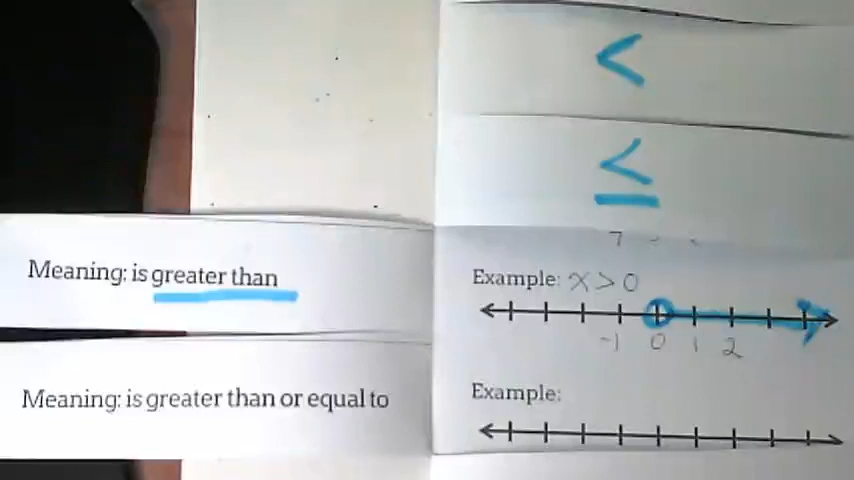 <
≤
Meaning: is greater than
Example: x > 0
-1 0 1 2
Meaning: is greater than or equal to
Example: